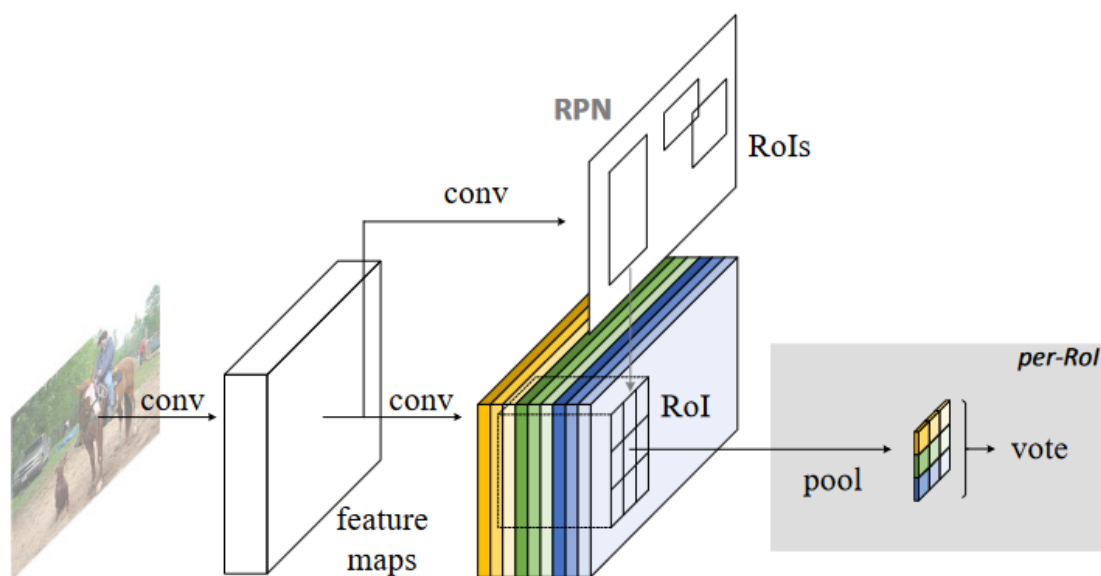 RPN
RoIs
conv
conv
conv
RoI
per-RoI
pool
vote
feature
maps